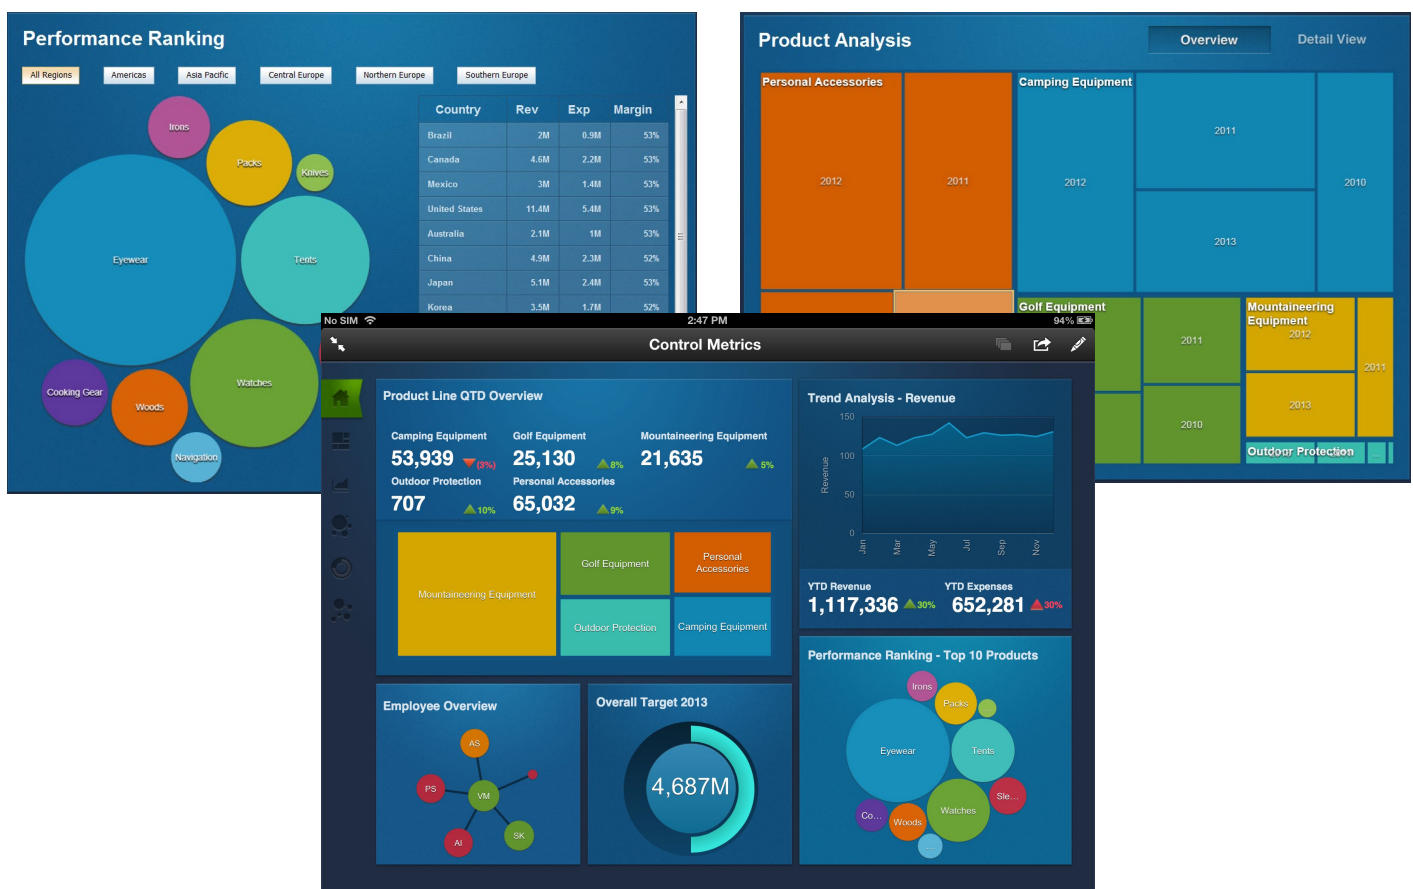 Performance Ranking
All Regions Americas Asia Pacific Central Europe Northern Europe Southern Europe
Irons
Packs
Knives
Eyewear
Tents
Watches
Cooking Gear
Woods
Navigation
Country Rev Exp Margin
Brazil 2M 0.9M 53%
Canada 4.6M 2.2M 53%
Mexico 3M 1.4M 53%
United States 11.4M 5.4M 53%
Australia 2.1M 1M 53%
China 4.9M 2.3M 52%
Japan 5.1M 2.4M 53%
Korea 3.5M 1.7M 52%
Product Analysis
Overview Detail View
Personal Accessories
2012
2011
Camping Equipment
2012
2011
2013
2010
Golf Equipment
2011
2010
Mountaineering
Equipment
2012
2011
2013
Outdoor Protection
No SIM 2:47 PM 94%
Control Metrics
Product Line QTD Overview
Camping Equipment Golf Equipment Mountaineering Equipment
53,939 (3%) 25,130 8% 21,635 5%
Outdoor Protection Personal Accessories
707 10% 65,032 9%
Mountaineering Equipment
Golf Equipment
Personal
Accessories
Outdoor Protection
Camping Equipment
Trend Analysis - Revenue
150
100
50
0
Revenue
Jan Mar May Jul Sep Nov
YTD Revenue YTD Expenses
1,117,336 30% 652,281 30%
Employee Overview
AS
PS
VM
AI
SK
Overall Target 2013
4,687M
Performance Ranking - Top 10 Products
Irons
Packs
...
Eyewear
Tents
Sle...
Co...
Woods
Watches
...